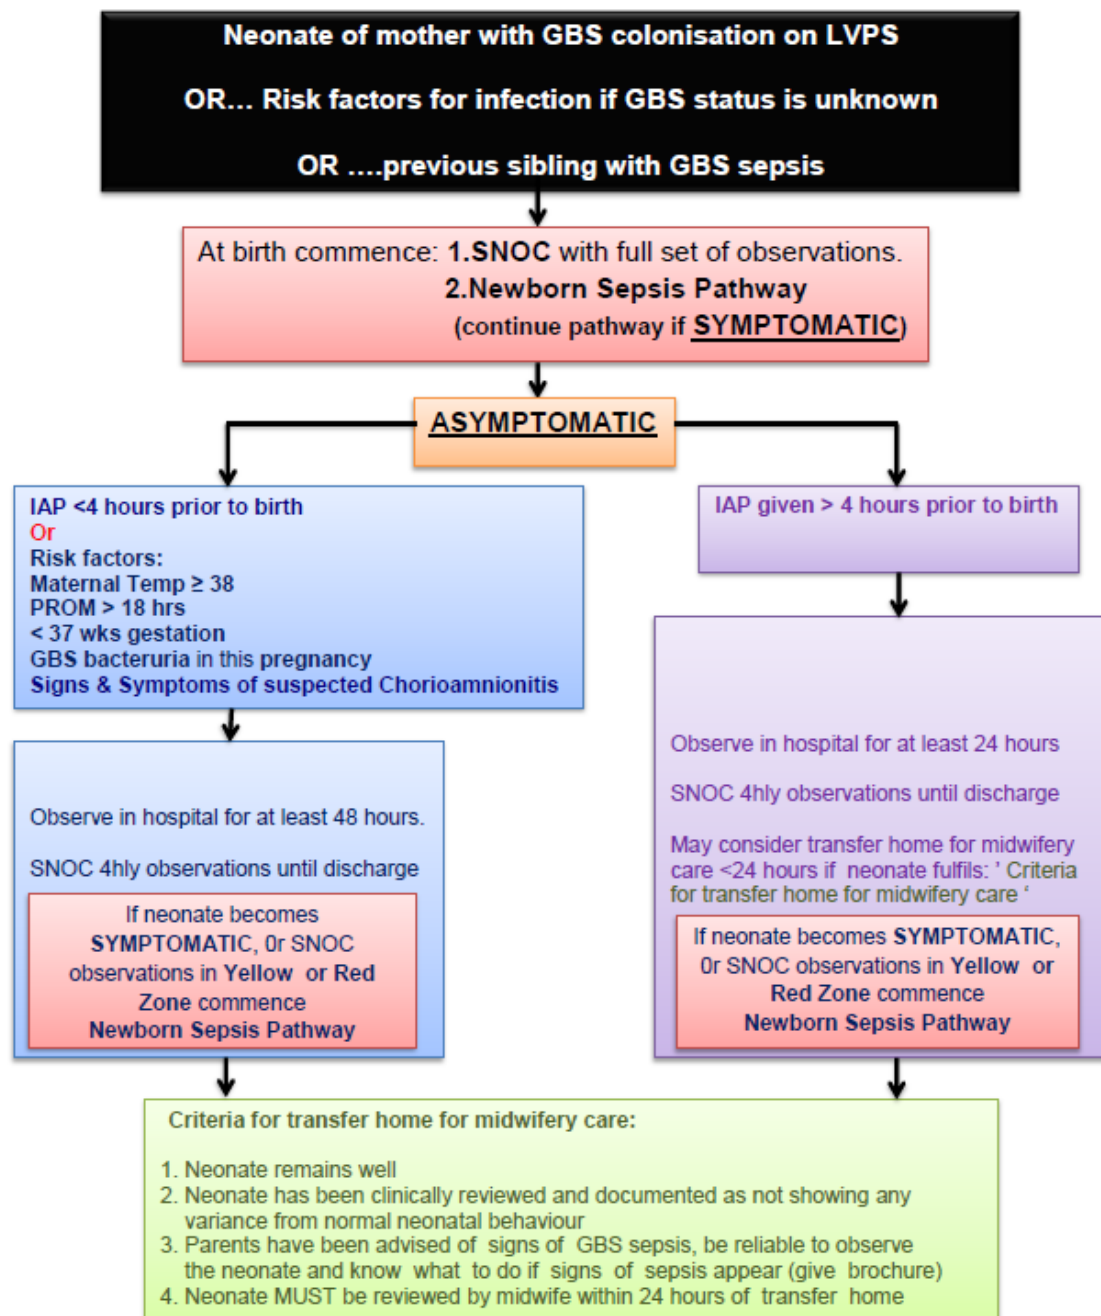 Neonate of mother with GBS colonisation on LVPS
OR... Risk factors for infection if GBS status is unknown
OR ....previous sibling with GBS sepsis
At birth commence: 1.SNOC with full set of observations.
2.Newborn Sepsis Pathway
(continue pathway if SYMPTOMATIC)
ASYMPTOMATIC
IAP <4 hours prior to birth
Or
Risk factors:
Maternal Temp ≥ 38
PROM > 18 hrs
< 37 wks gestation
GBS bacteruria in this pregnancy
Signs & Symptoms of suspected Chorioamnionitis
Observe in hospital for at least 48 hours.
SNOC 4hly observations until discharge
If neonate becomes
SYMPTOMATIC, 0r SNOC
observations in Yellow or Red
Zone commence
Newborn Sepsis Pathway
IAP given > 4 hours prior to birth
Observe in hospital for at least 24 hours
SNOC 4hly observations until discharge
May consider transfer home for midwifery
care <24 hours if neonate fulfils: ' Criteria
for transfer home for midwifery care '
If neonate becomes SYMPTOMATIC,
0r SNOC observations in Yellow or
Red Zone commence
Newborn Sepsis Pathway
Criteria for transfer home for midwifery care:
1. Neonate remains well
2. Neonate has been clinically reviewed and documented as not showing any
variance from normal neonatal behaviour
3. Parents have been advised of signs of GBS sepsis, be reliable to observe
the neonate and know what to do if signs of sepsis appear (give brochure)
4. Neonate MUST be reviewed by midwife within 24 hours of transfer home